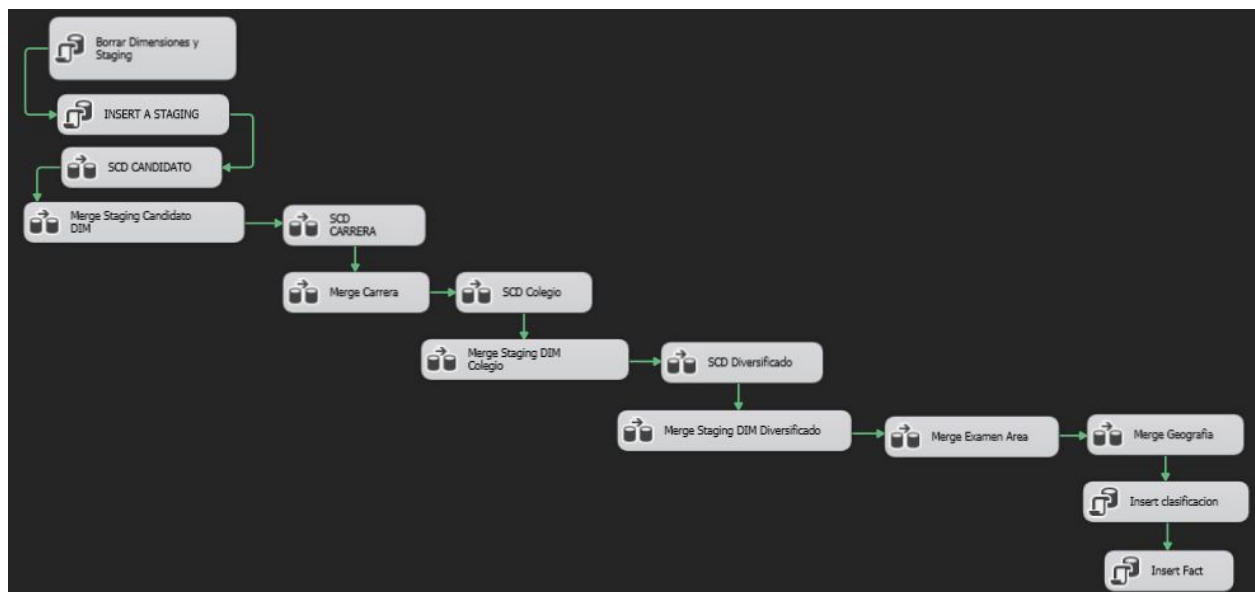 Borrar Dimensiones y
Staging
INSERT A STAGING
SCD CANDIDATO
Merge Staging Candidato
DIM
SCD
CARRERA
Merge Carrera
SCD Colegio
Merge Staging DIM
Colegio
SCD Diversificado
Merge Staging DIM Diversificado
Merge Examen Area
Merge Geografia
Insert clasificacion
Insert Fact